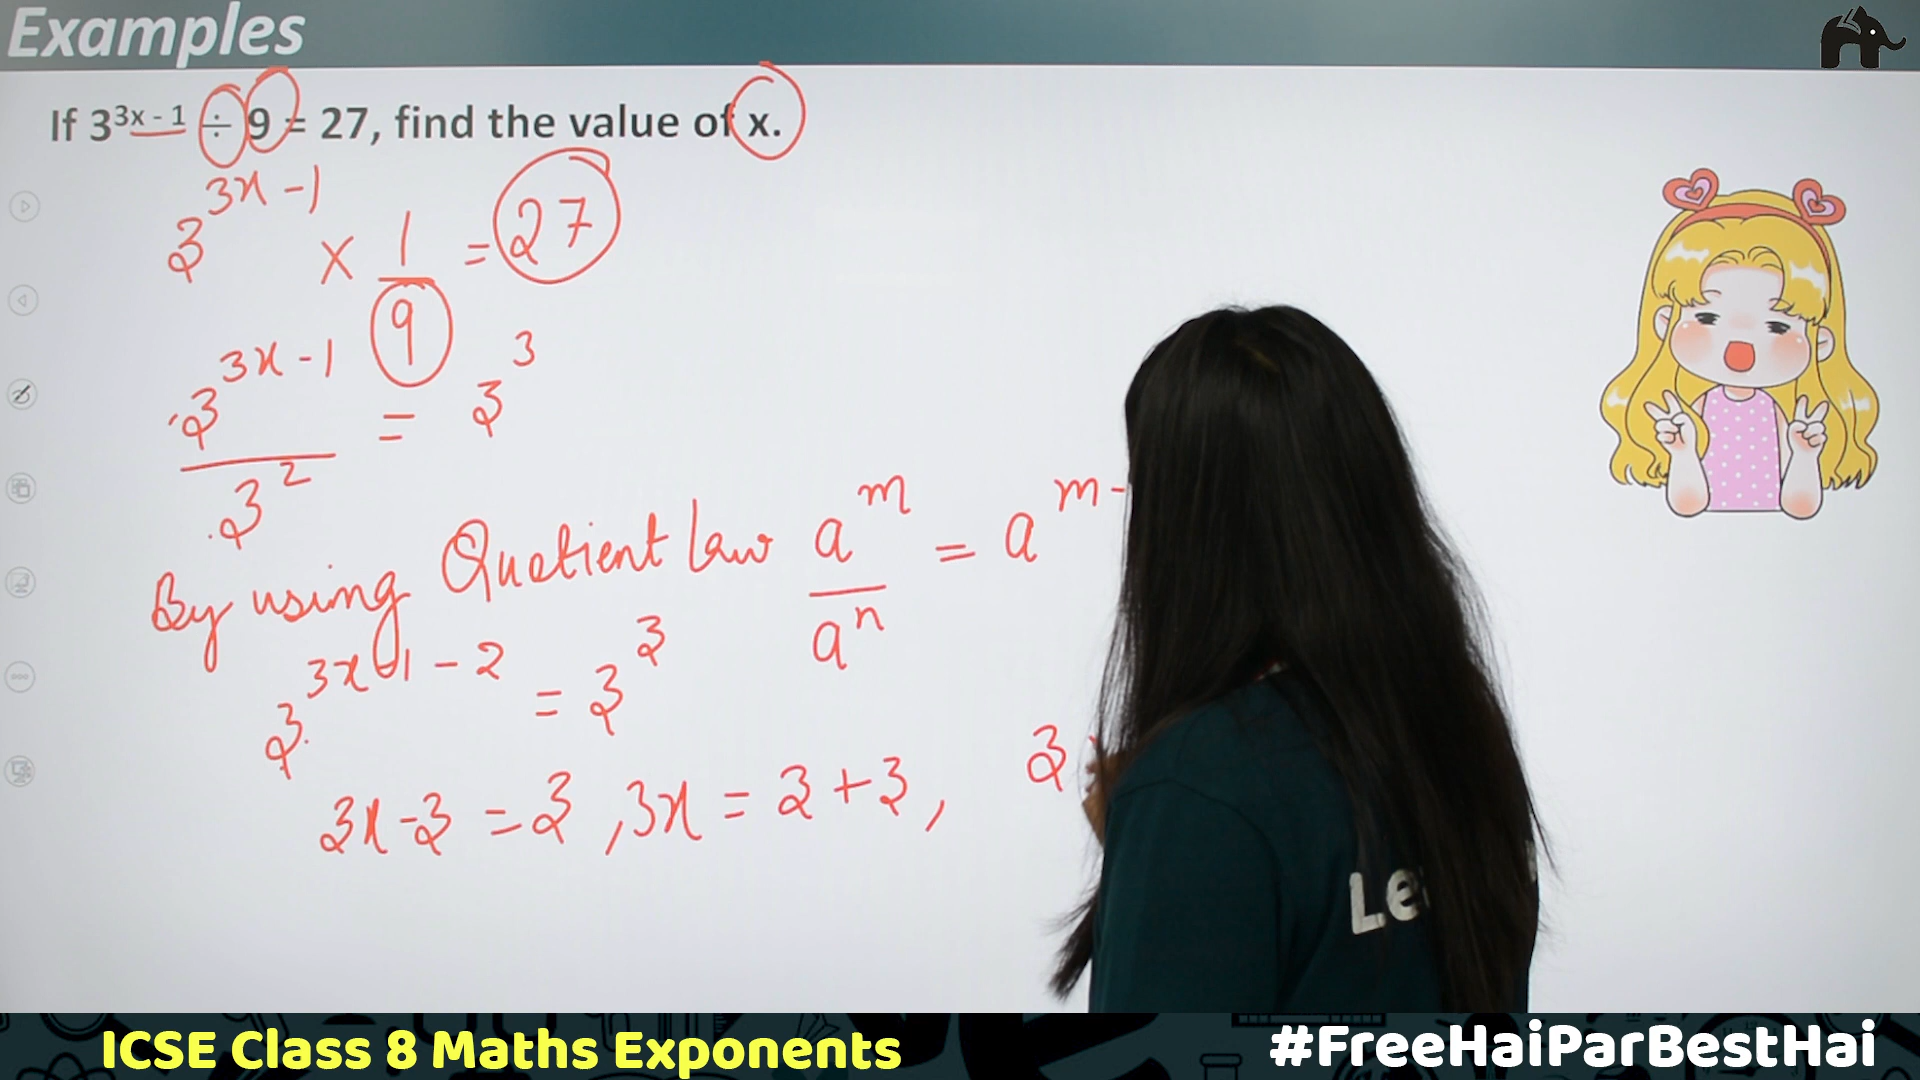 Examples
If 3^(3x - 1) ÷ 9 = 27, find the value of x.
3^(3x - 1) × 1/9 = 27
3^(3x - 1)/3^2 = 3^3
By using Quotient law a^m/a^n = a^(m-
3^(3x-1-2) = 3^3
3x-3 = 3 , 3x = 3+3 , 3
Le
ICSE Class 8 Maths Exponents
#FreeHaiParBestHai